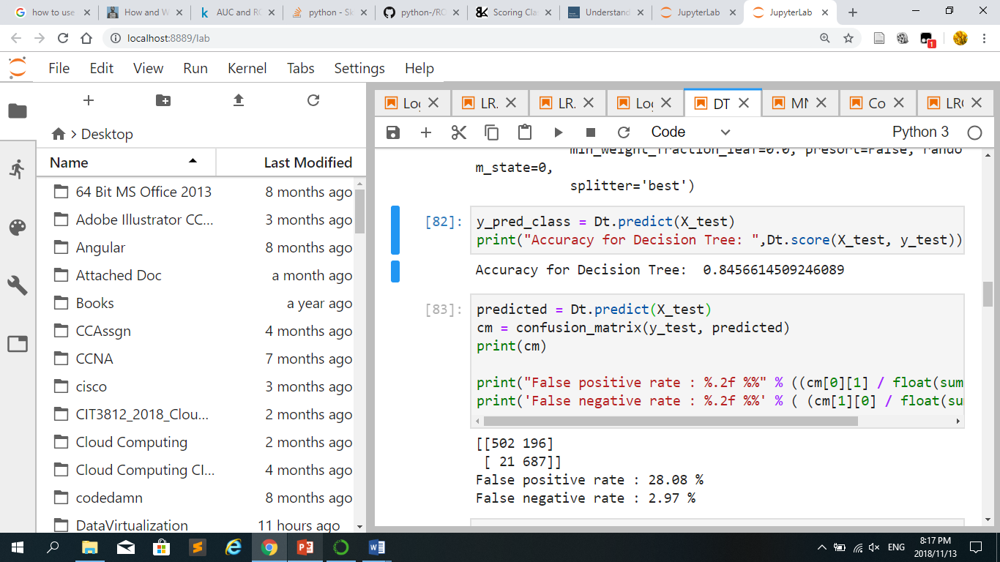 how to use
How and W
AUC and RO
python - Sk
python-/RO
Scoring Cla
Understand
JupyterLab
JupyterLab
localhost:8889/lab
1
File Edit View Run Kernel Tabs Settings Help
Desktop
Name Last Modified
64 Bit MS Office 2013 8 months ago
Adobe Illustrator CC... 3 months ago
Angular 8 months ago
Attached Doc a month ago
Books a year ago
CCAssgn 4 months ago
CCNA 7 months ago
cisco 3 months ago
CIT3812_2018_Clou... 2 months ago
Cloud Computing 2 months ago
Cloud Computing CI... 4 months ago
codedamn 8 months ago
DataVirtualization 11 hours ago
Log LR. LR. Log DT MN Co LRC
Code Python 3
min_weight_fraction_leaf=0.0, presort=False, rando
m_state=0,
splitter='best')
[82]: y_pred_class = Dt.predict(X_test)
print("Accuracy for Decision Tree: ",Dt.score(X_test, y_test))
Accuracy for Decision Tree:  0.8456614509246089
[83]: predicted = Dt.predict(X_test)
cm = confusion_matrix(y_test, predicted)
print(cm)
print("False positive rate : %.2f %%" % ((cm[0][1] / float(sum
print('False negative rate : %.2f %%' % ( (cm[1][0] / float(su
[[502 196]
[ 21 687]]
False positive rate : 28.08 %
False negative rate : 2.97 %
ENG
8:17 PM
2018/11/13